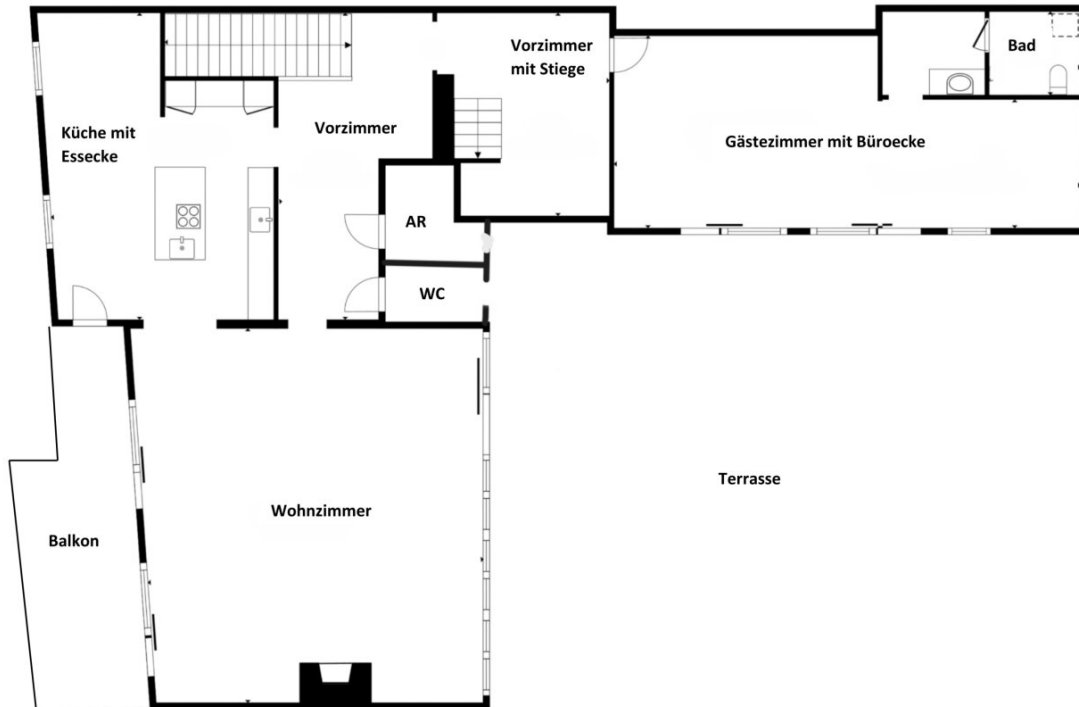 Vorzimmer
mit Stiege
Bad
Küche mit
Essecke
Vorzimmer
Gästezimmer mit Büroecke
AR
WC
Terrasse
Wohnzimmer
Balkon